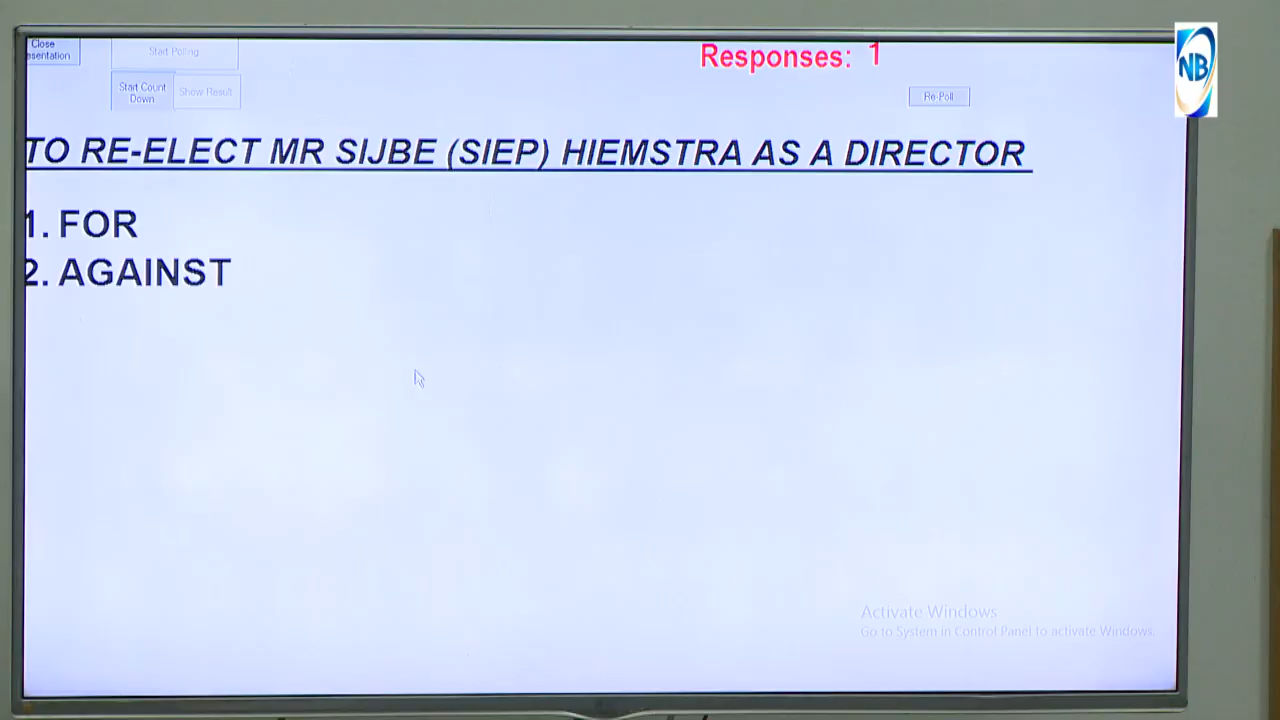 Close
esentation
Start Polling
Responses: 1
Start Count
Down
Show Result
Re-Poll
NB
TO RE-ELECT MR SIJBE (SIEP) HIEMSTRA AS A DIRECTOR
1. FOR
2. AGAINST
Activate Windows
Go to System in Control Panel to activate Windows.